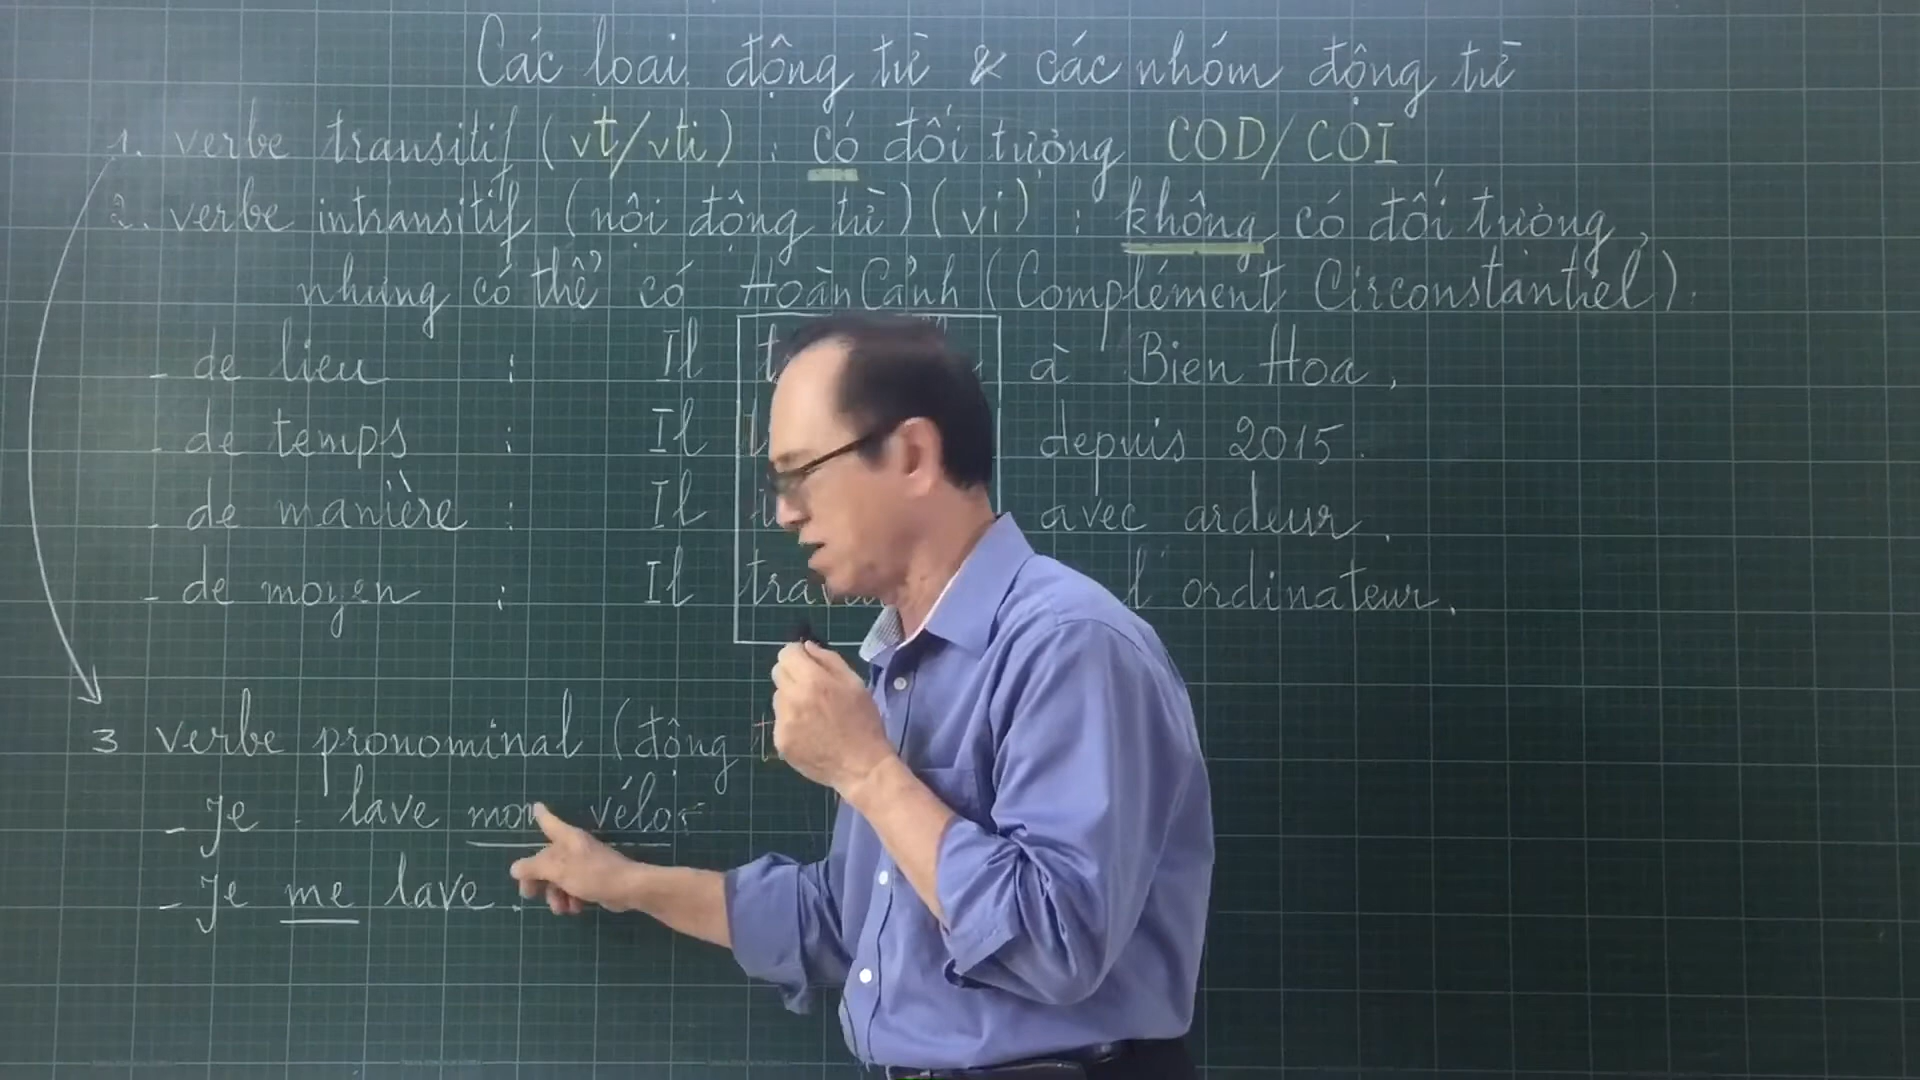 Các loại động từ & các nhóm động từ
1. verbe transitif (vt/vti) : có đối tượng COD/COI
2. verbe intransitif (nội động từ) (vi) : không có đối tượng,
nhưng có thể có Hoàn Cảnh (Complément Circonstantiel).
- de lieu : Il à Bien Hoa,
- de temps : Il depuis 2015.
- de manière : Il avec ardeur.
- de moyen : Il l'ordinateur.
3 verbe pronominal (động
- Je lave mon vélo.
- Je me lave.